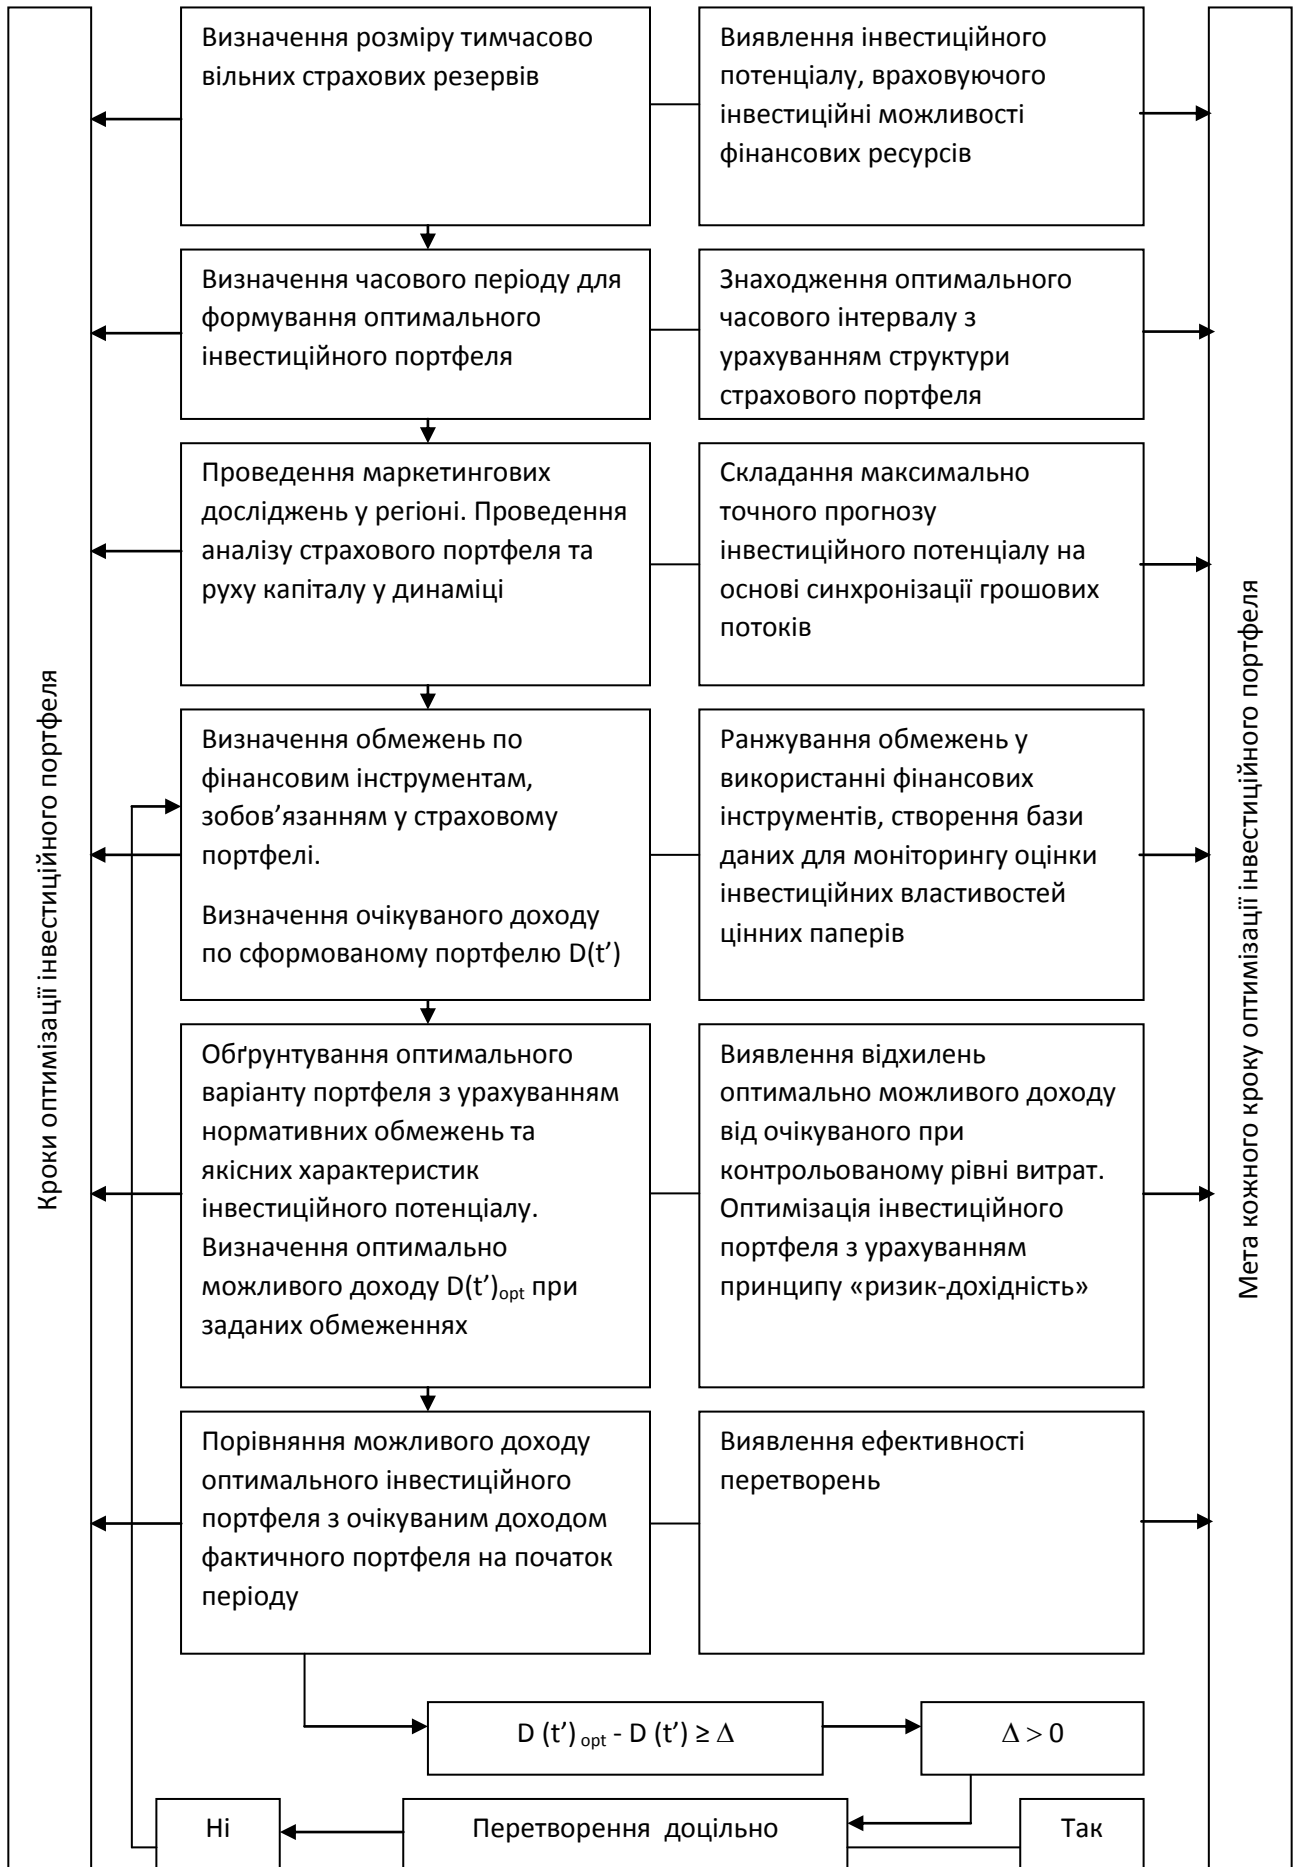 Кроки оптимізації інвестиційного портфеля
Визначення розміру тимчасово
вільних страхових резервів
Виявлення інвестиційного
потенціалу, враховуючого
інвестиційні можливості
фінансових ресурсів
Визначення часового періоду для
формування оптимального
інвестиційного портфеля
Знаходження оптимального
часового інтервалу з
урахуванням структури
страхового портфеля
Проведення маркетингових
досліджень у регіоні. Проведення
аналізу страхового портфеля та
руху капіталу у динаміці
Складання максимально
точного прогнозу
інвестиційного потенціалу на
основі синхронізації грошових
потоків
Визначення обмежень по
фінансовим інструментам,
зобов’язанням у страховому
портфелі.
Визначення очікуваного доходу
по сформованому портфелю D(t’)
Ранжування обмежень у
використанні фінансових
інструментів, створення бази
даних для моніторингу оцінки
інвестиційних властивостей
цінних паперів
Обґрунтування оптимального
варіанту портфеля з урахуванням
нормативних обмежень та
якісних характеристик
інвестиційного потенціалу.
Визначення оптимально
можливого доходу D(t’)opt при
заданих обмеженнях
Виявлення відхилень
оптимально можливого доходу
від очікуваного при
контрольованому рівні витрат.
Оптимізація інвестиційного
портфеля з урахуванням
принципу «ризик-дохідність»
Порівняння можливого доходу
оптимального інвестиційного
портфеля з очікуваним доходом
фактичного портфеля на початок
періоду
Виявлення ефективності
перетворень
D (t’) opt - D (t’) ≥ Δ
Δ > 0
Ні
Перетворення доцільно
Так
Мета кожного кроку оптимізації інвестиційного портфеля